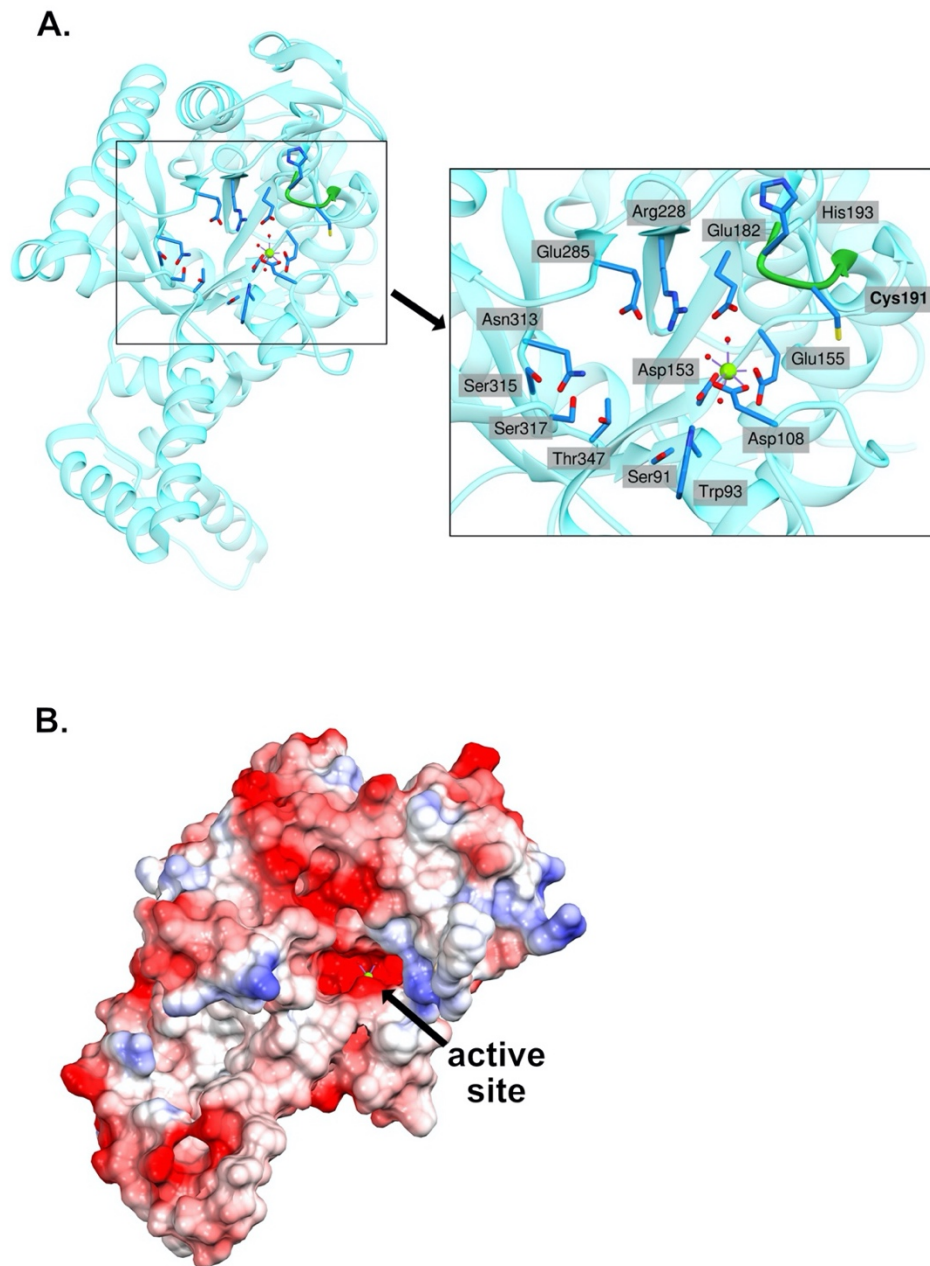 A.
Arg228
Glu182
His193
Glu285
Cys191
Asn313
Glu155
Asp153
Ser315
Ser317
Asp108
Thr347
Ser91
Trp93
B.
active
site